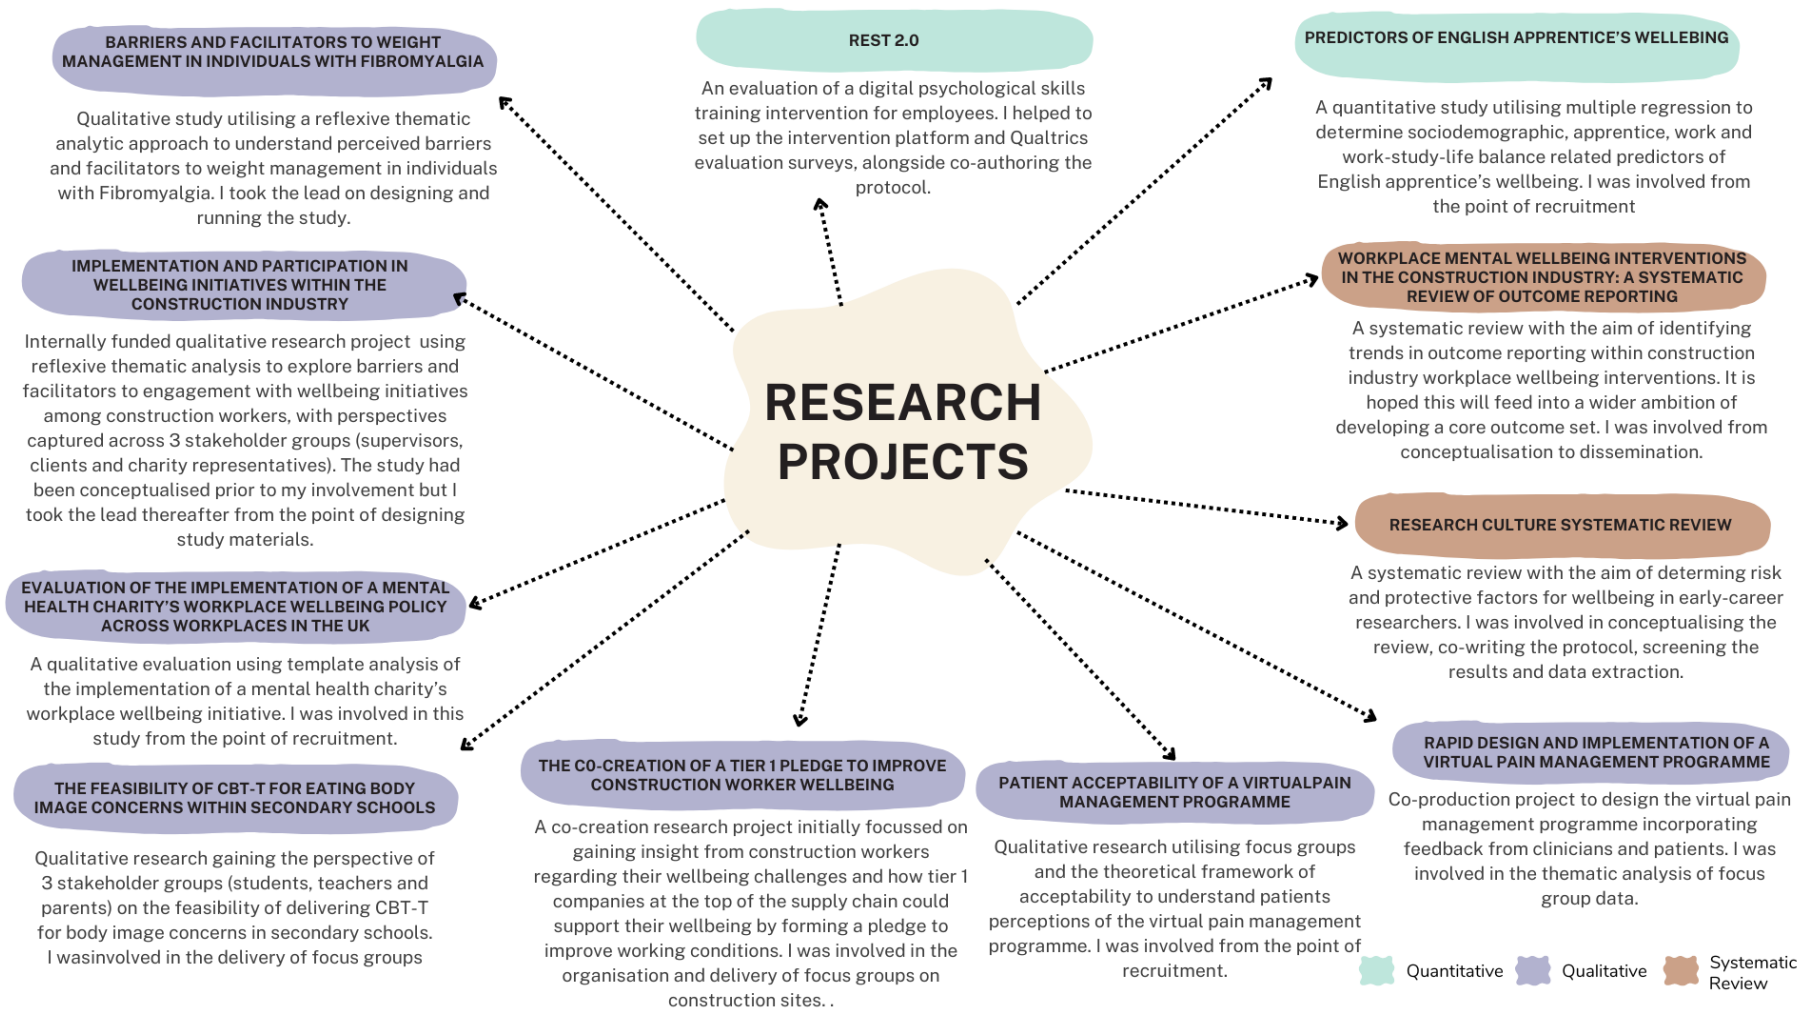 BARRIERS AND FACILITATORS TO WEIGHT
MANAGEMENT IN INDIVIDUALS WITH FIBROMYALGIA
Qualitative study utilising a reflexive thematic
analytic approach to understand perceived barriers
and facilitators to weight management in individuals
with Fibromyalgia. I took the lead on designing and
running the study.
REST 2.0
An evaluation of a digital psychological skills
training intervention for employees. I helped to
set up the intervention platform and Qualtrics
evaluation surveys, alongside co-authoring the
protocol.
PREDICTORS OF ENGLISH APPRENTICE'S WELLEBING
A quantitative study utilising multiple regression to
determine sociodemographic, apprentice, work and
work-study-life balance related predictors of
English apprentice's wellbeing. I was involved from
the point of recruitment
IMPLEMENTATION AND PARTICIPATION IN
WELLBEING INITIATIVES WITHIN THE
CONSTRUCTION INDUSTRY
Internally funded qualitative research project using
reflexive thematic analysis to explore barriers and
facilitators to engagement with wellbeing initiatives
among construction workers, with perspectives
captured across 3 stakeholder groups (supervisors,
clients and charity representatives). The study had
been conceptualised prior to my involvement but I
took the lead thereafter from the point of designing
study materials.
RESEARCH
PROJECTS
WORKPLACE MENTAL WELLBEING INTERVENTIONS
IN THE CONSTRUCTION INDUSTRY: A SYSTEMATIC
REVIEW OF OUTCOME REPORTING
A systematic review with the aim of identifying
trends in outcome reporting within construction
industry workplace wellbeing interventions. It is
hoped this will feed into a wider ambition of
developing a core outcome set. I was involved from
conceptualisation to dissemination.
RESEARCH CULTURE SYSTEMATIC REVIEW
A systematic review with the aim of determing risk
and protective factors for wellbeing in early-career
researchers. I was involved in conceptualising the
review, co-writing the protocol, screening the
results and data extraction.
EVALUATION OF THE IMPLEMENTATION OF A MENTAL
HEALTH CHARITY'S WORKPLACE WELLBEING POLICY
ACROSS WORKPLACES IN THE UK
A qualitative evaluation using template analysis of
the implementation of a mental health charity's
workplace wellbeing initiative. I was involved in this
study from the point of recruitment.
THE FEASIBILITY OF CBT-T FOR EATING BODY
IMAGE CONCERNS WITHIN SECONDARY SCHOOLS
Qualitative research gaining the perspective of
3 stakeholder groups (students, teachers and
parents) on the feasibility of delivering CBT-T
for body image concerns in secondary schools.
I wasinvolved in the delivery of focus groups
THE CO-CREATION OF A TIER 1 PLEDGE TO IMPROVE
CONSTRUCTION WORKER WELLBEING
A co-creation research project initially focussed on
gaining insight from construction workers
regarding their wellbeing challenges and how tier 1
companies at the top of the supply chain could
support their wellbeing by forming a pledge to
improve working conditions. I was involved in the
organisation and delivery of focus groups on
construction sites. .
PATIENT ACCEPTABILITY OF A VIRTUALPAIN
MANAGEMENT PROGRAMME
Qualitative research utilising focus groups
and the theoretical framework of
acceptability to understand patients
perceptions of the virtual pain management
programme. I was involved from the point of
recruitment.
RAPID DESIGN AND IMPLEMENTATION OF A
VIRTUAL PAIN MANAGEMENT PROGRAMME
Co-production project to design the virtual pain
management programme incorporating
feedback from clinicians and patients. I was
involved in the thematic analysis of focus
group data.
Quantitative
Qualitative
Systematic
Review